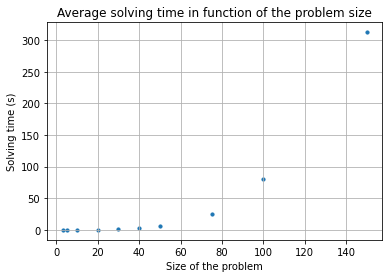 Average solving time in function of the problem size
Solving time (s)
300
250
200
150
100
50
0
0 20 40 60 80 100 120 140
Size of the problem